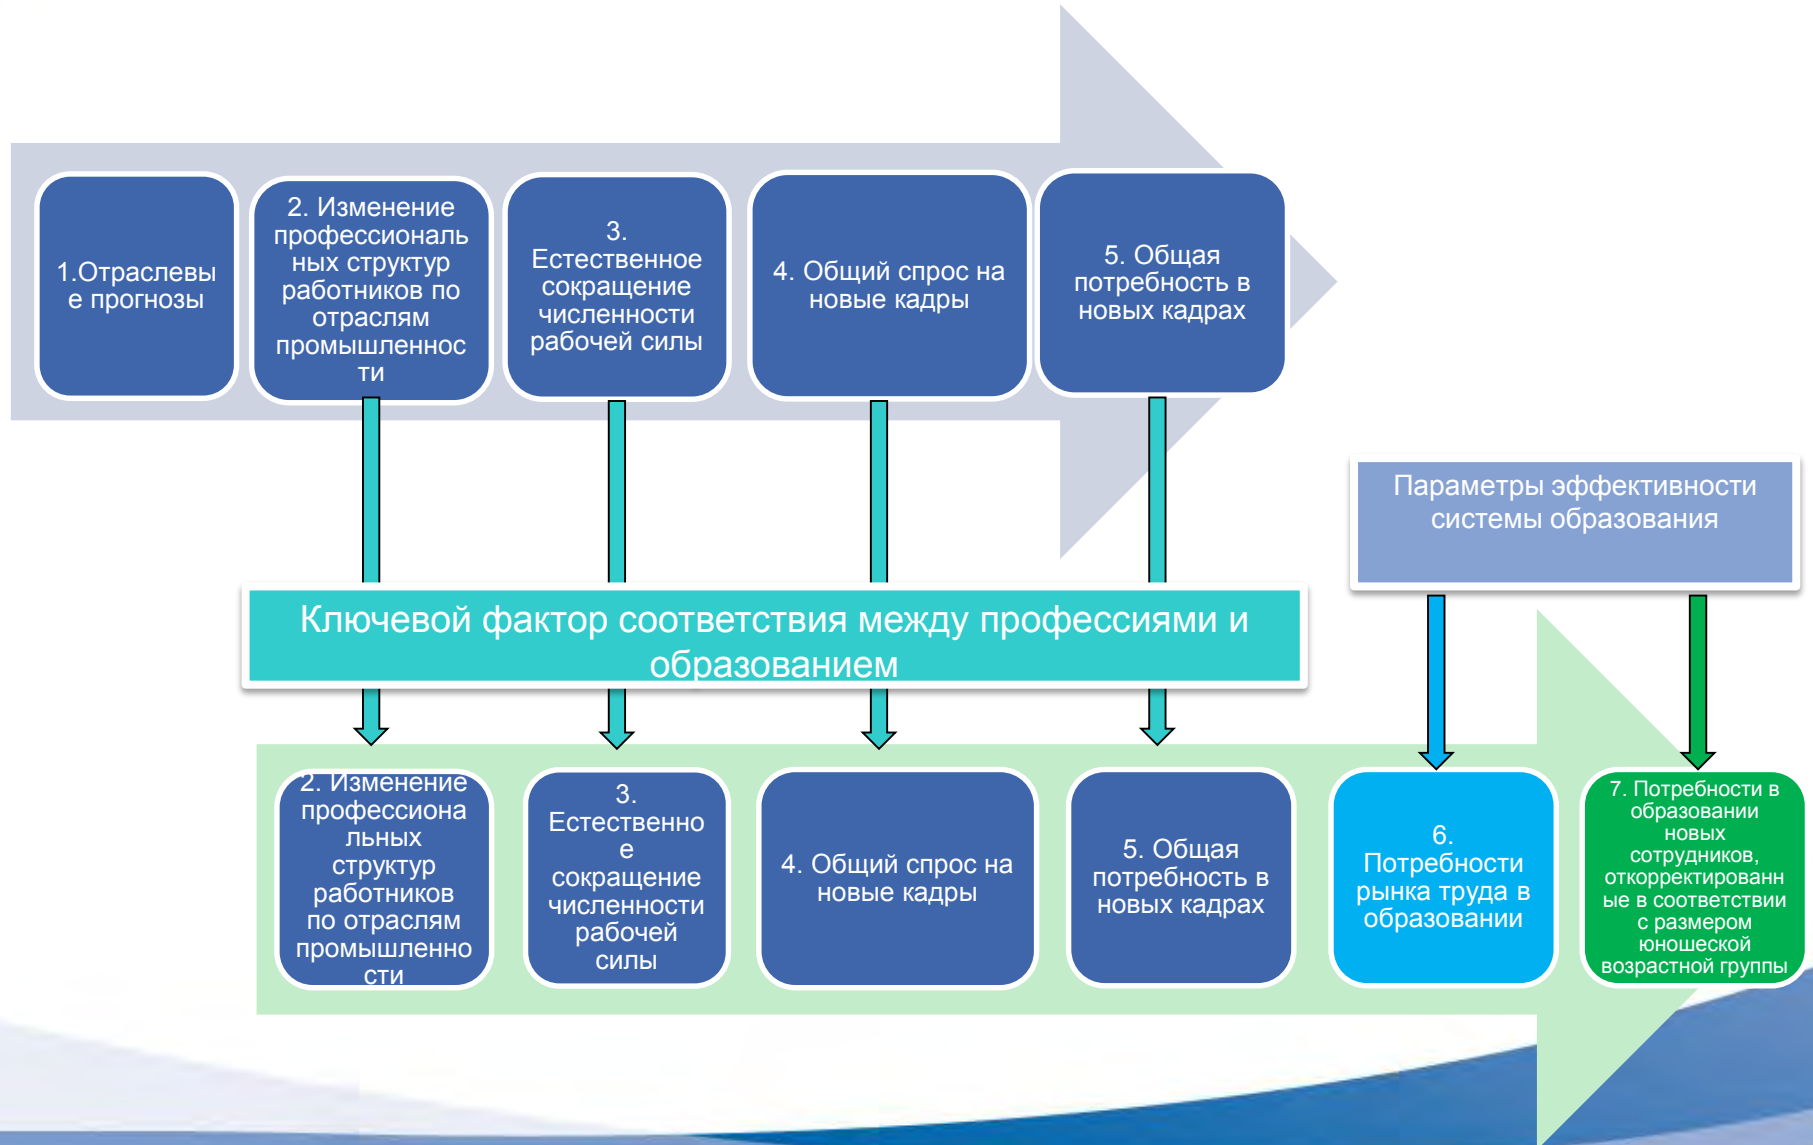 1.Отраслевы
е прогнозы
2. Изменение
профессиональ
ных структур
работников по
отраслям
промышленнос
ти
3.
Естественное
сокращение
численности
рабочей силы
4. Общий спрос на
новые кадры
5. Общая
потребность в
новых кадрах
Параметры эффективности
системы образования
Ключевой фактор соответствия между профессиями и
образованием
2. Изменение
профессиона
льных
структур
работников
по отраслям
промышленно
сти
3.
Естественно
е
сокращение
численности
рабочей
силы
4. Общий спрос на
новые кадры
5. Общая
потребность в
новых кадрах
6.
Потребности
рынка труда в
образовании
7. Потребности в
образовании
новых
сотрудников,
откорректированн
ые в соответствии
с размером
юношеской
возрастной группы